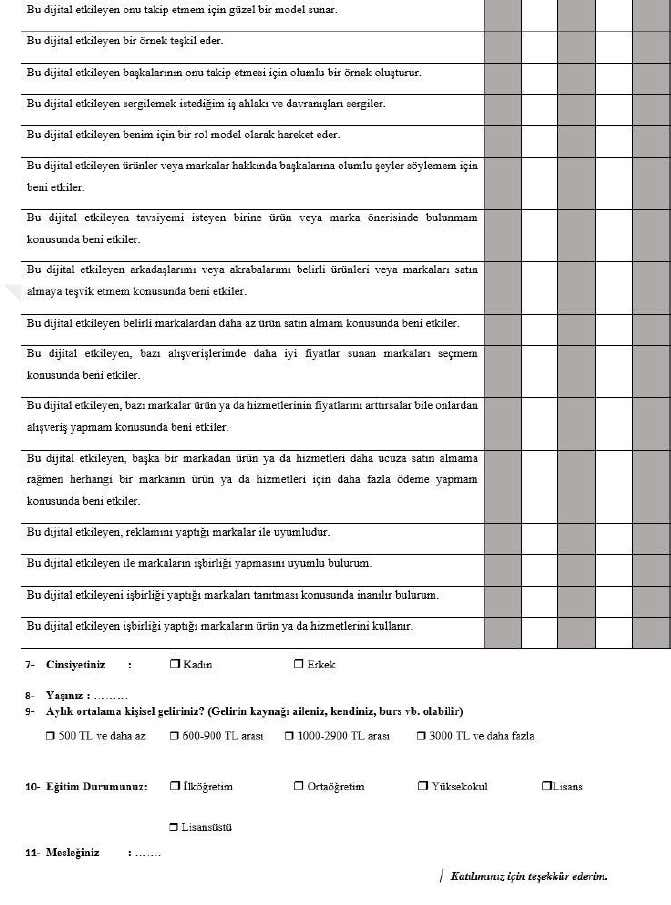 Bu dijital etkileyen onu takip etmem için güzel bir model sunar.
Bu dijital etkileyen bir örnek teşkil eder.
Bu dijital etkileyen başkalarının onu takip etmesi için olumlu bir örnek oluşturur.
Bu dijital etkileyen sergilemek istediğim iş ahlakı ve davranışları sergiler.
Bu dijital etkileyen benim için bir rol model olarak hareket eder.
Bu dijital etkileyen ürünler veya markalar hakkında başkalarına olumlu şeyler söylemem için
beni etkiler.
Bu dijital etkileyen tavsiyemi isteyen birine ürün veya marka önerisinde bulunmam
konusunda beni etkiler.
Bu dijital etkileyen arkadaşlarımı veya akrabalarımı belirli ürünleri veya markaları satın
almaya teşvik etmem konusunda beni etkiler.
Bu dijital etkileyen belirli markalardan daha az ürün satın almam konusunda beni etkiler.
Bu dijital etkileyen, bazı alışverişlerimde daha iyi fiyatlar sunan markaları seçmem
konusunda beni etkiler.
Bu dijital etkileyen, bazı markalar ürün ya da hizmetlerinin fiyatlarını arttırsalar bile onlardan
alışveriş yapmam konusunda beni etkiler.
Bu dijital etkileyen, başka bir markadan ürün ya da hizmetleri daha ucuza satın almama
rağmen herhangi bir markanın ürün ya da hizmetleri için daha fazla ödeme yapmam
konusunda beni etkiler.
Bu dijital etkileyen, reklamını yaptığı markalar ile uyumludur.
Bu dijital etkileyen ile markaların işbirliği yapmasını uyumlu bulurum.
Bu dijital etkileyeni işbirliği yaptığı markaları tanıtması konusunda inanılır bulurum.
Bu dijital etkileyen işbirliği yaptığı markaların ürün ya da hizmetlerini kullanır.
7- Cinsiyetiniz : ❒ Kadın ❒ Erkek
8- Yaşınız : .........
9- Aylık ortalama kişisel geliriniz? (Gelirin kaynağı aileniz, kendiniz, burs vb. olabilir)
❒ 500 TL ve daha az ❒ 600-900 TL arası ❒ 1000-2900 TL arası ❒ 3000 TL ve daha fazla
10- Eğitim Durumunuz: ❒ İlköğretim ❒ Ortaöğretim ❒ Yüksekokul ❒Lisans
❒ Lisansüstü
11- Mesleğiniz : .......
Katılımınız için teşekkür ederim.